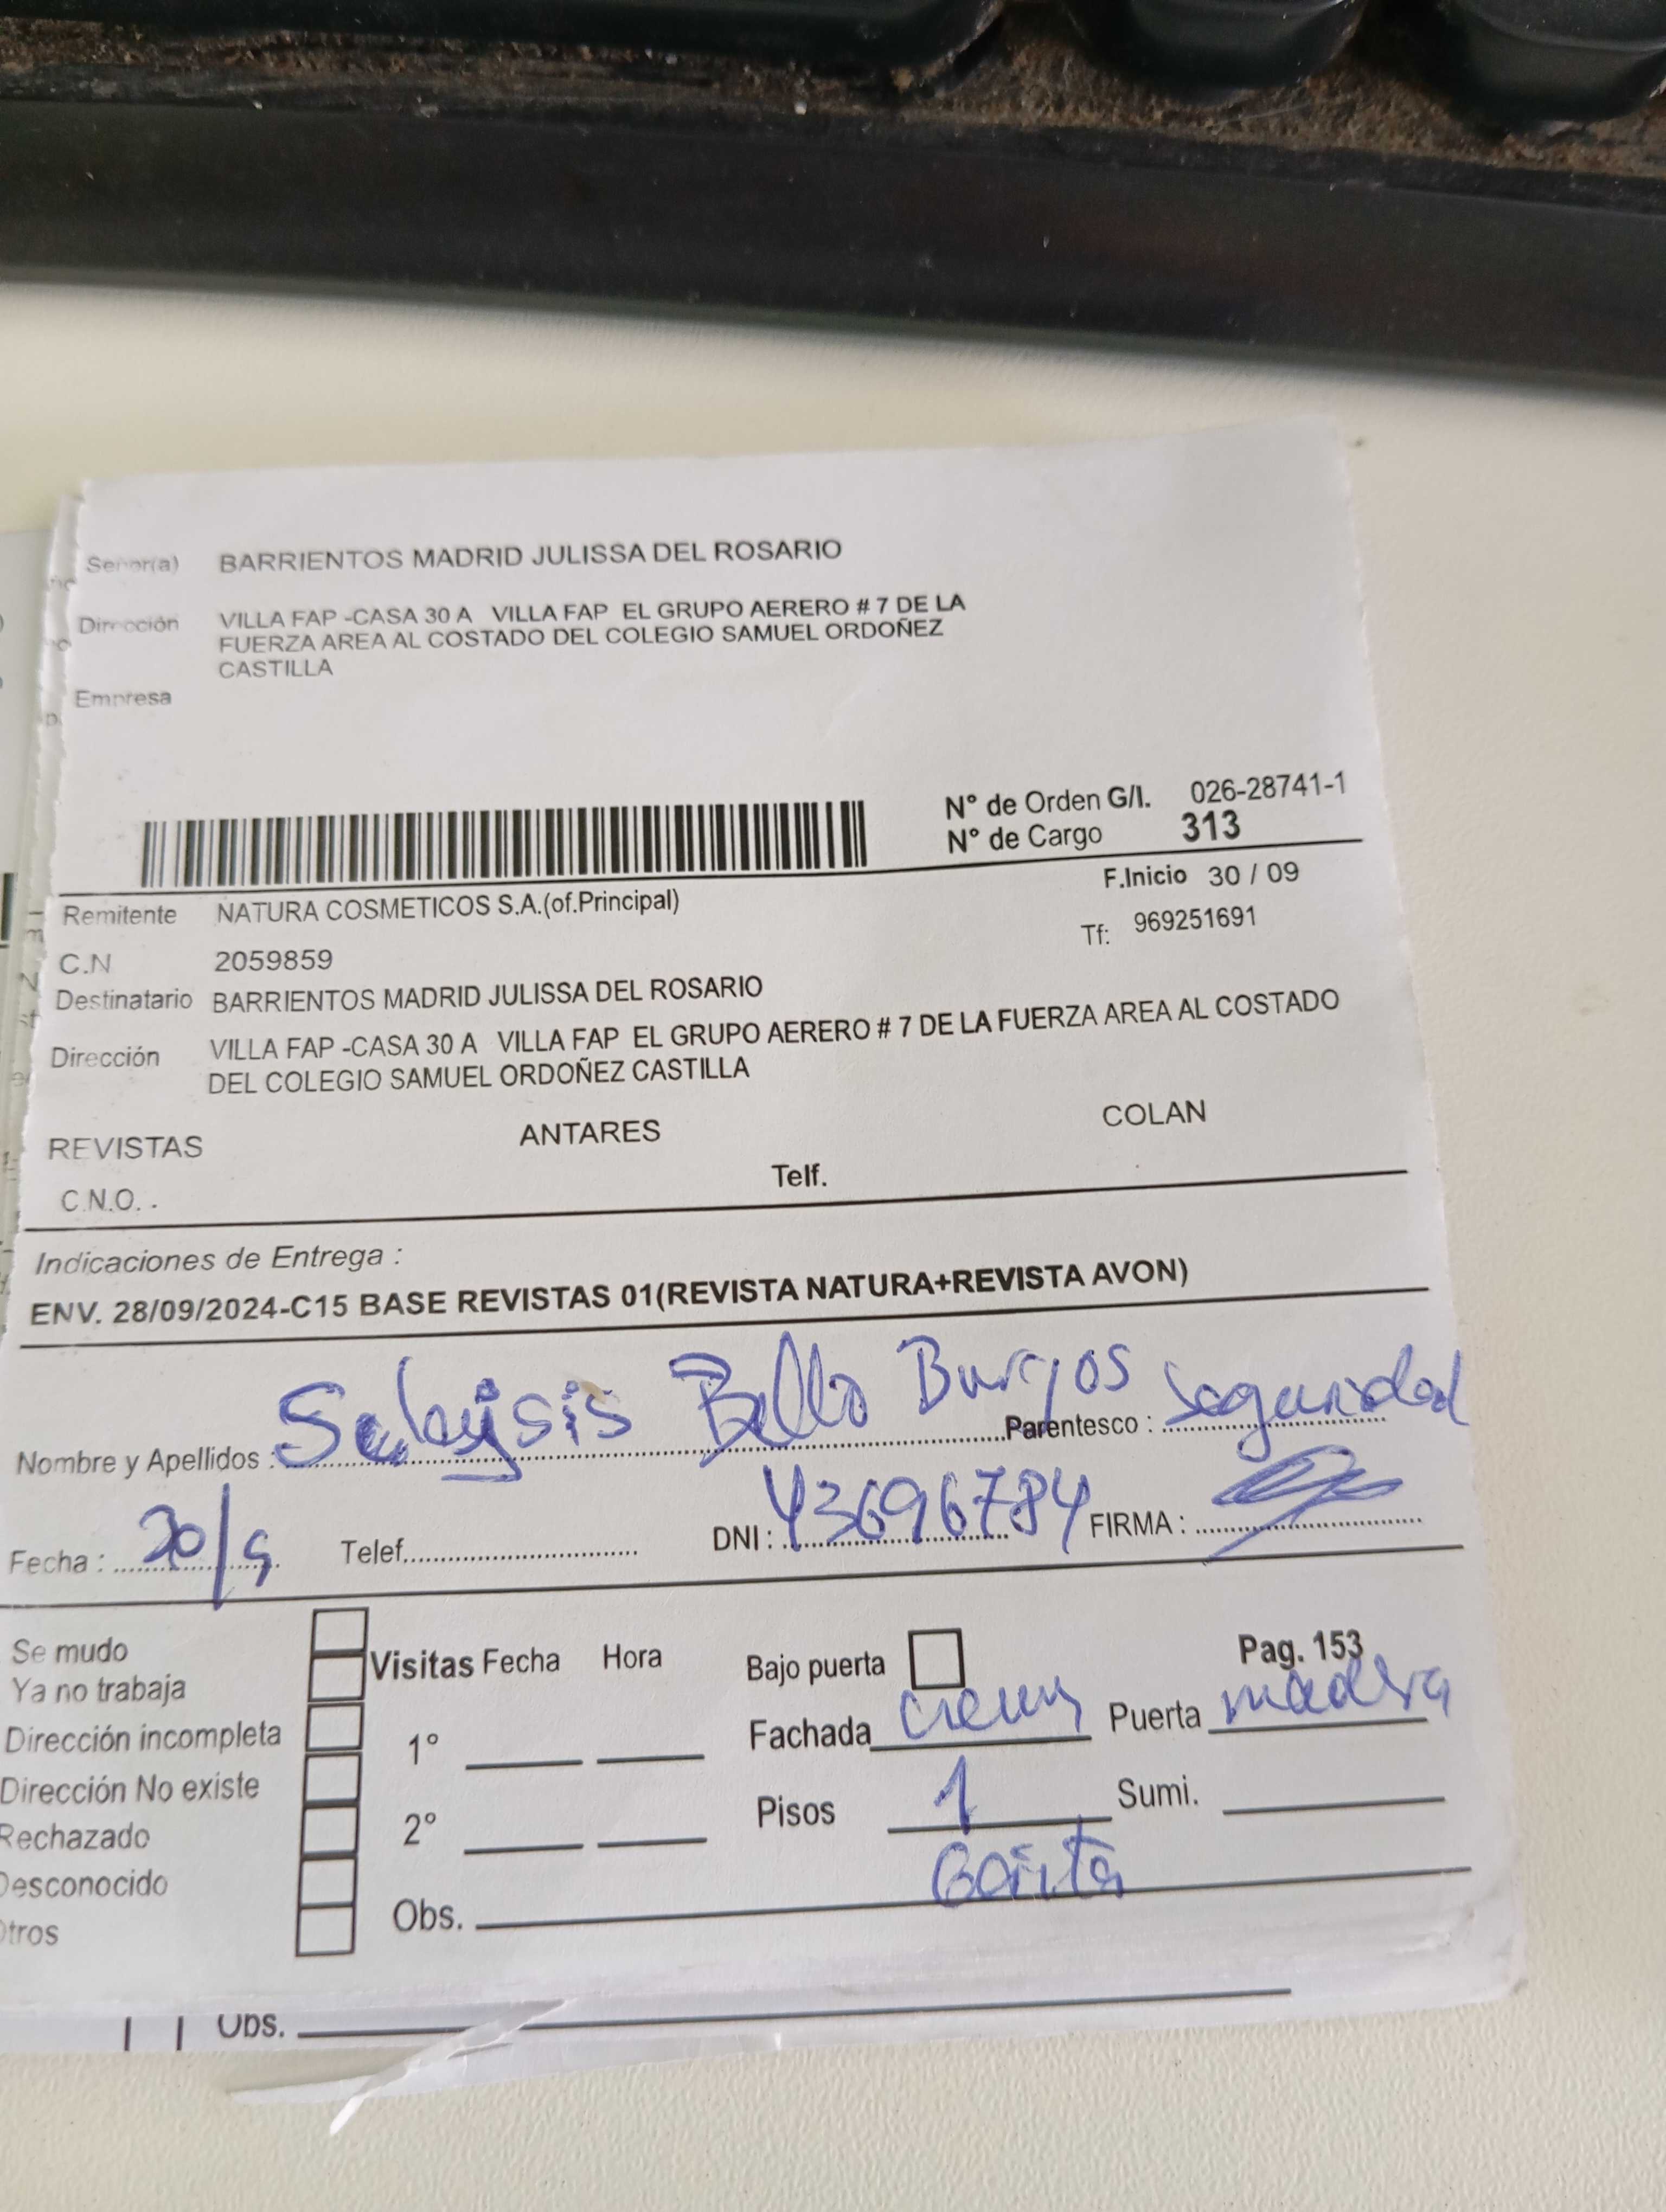 Señor(a) BARRIENTOS MADRID JULISSA DEL ROSARIO
Dirección VILLA FAP -CASA 30 A VILLA FAP EL GRUPO AERERO # 7 DE LA
FUERZA AREA AL COSTADO DEL COLEGIO SAMUEL ORDOÑEZ
CASTILLA
Empresa
N° de Orden G/I. 026-28741-1
N° de Cargo 313
F.Inicio 30 / 09
Remitente NATURA COSMETICOS S.A.(of.Principal)
Tf: 969251691
C.N 2059859
Destinatario BARRIENTOS MADRID JULISSA DEL ROSARIO
Dirección VILLA FAP -CASA 30 A VILLA FAP EL GRUPO AERERO # 7 DE LA FUERZA AREA AL COSTADO
DEL COLEGIO SAMUEL ORDOÑEZ CASTILLA
REVISTAS ANTARES COLAN
C.N.O. - Telf.
Indicaciones de Entrega :
ENV. 28/09/2024-C15 BASE REVISTAS 01(REVISTA NATURA+REVISTA AVON)
Nombre y Apellidos : Bello Burgos Parentesco : seguridad
Fecha : Telef. DNI : 43696784 FIRMA :
Se mudo
Ya no trabaja
Dirección incompleta
Dirección No existe
Rechazado
Desconocido
Otros
Visitas Fecha Hora
1°
2°
Bajo puerta Pag. 153
Fachada crema Puerta madera
Pisos 1 Sumi.
Obs.
Obs.